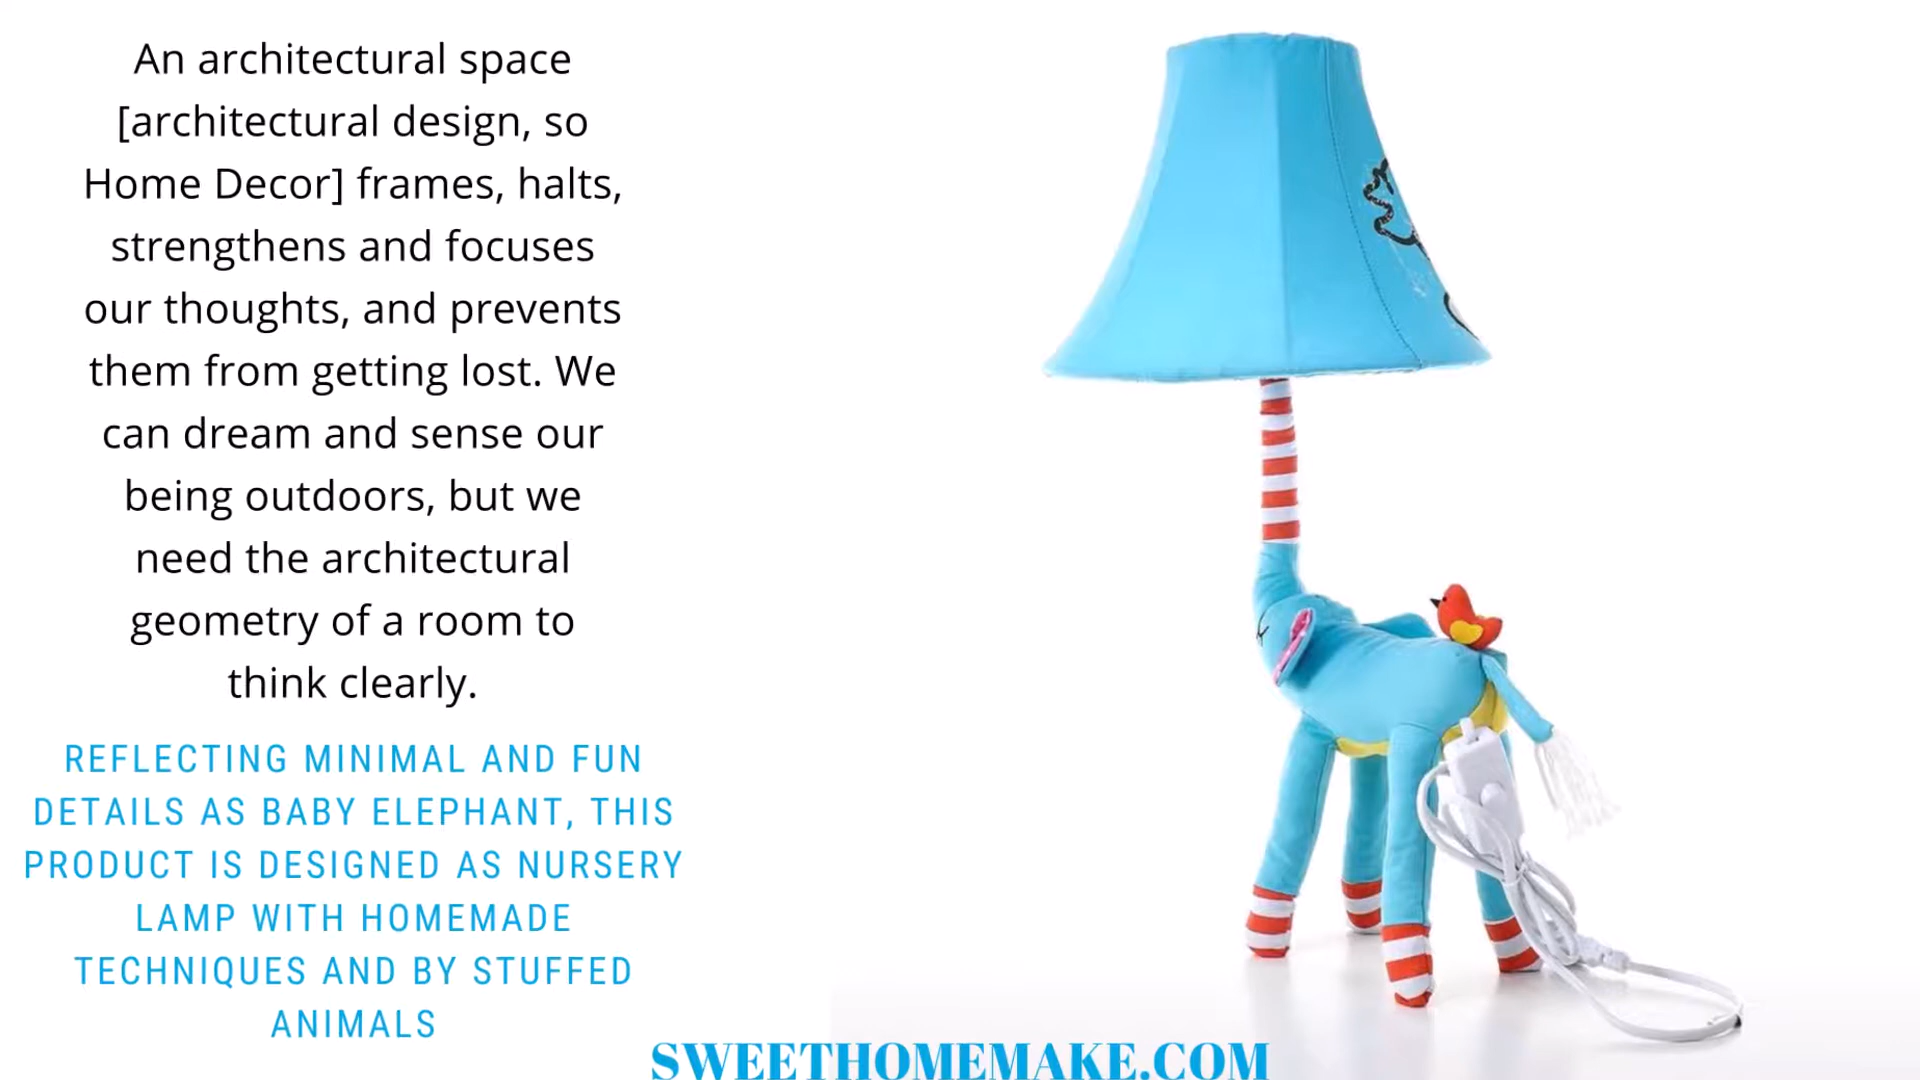 An architectural space
[architectural design, so
Home Decor] frames, halts,
strengthens and focuses
our thoughts, and prevents
them from getting lost. We
can dream and sense our
being outdoors, but we
need the architectural
geometry of a room to
think clearly.
REFLECTING MINIMAL AND FUN
DETAILS AS BABY ELEPHANT, THIS
PRODUCT IS DESIGNED AS NURSERY
LAMP WITH HOMEMADE
TECHNIQUES AND BY STUFFED
ANIMALS
SWEETHOMEMAKE.COM